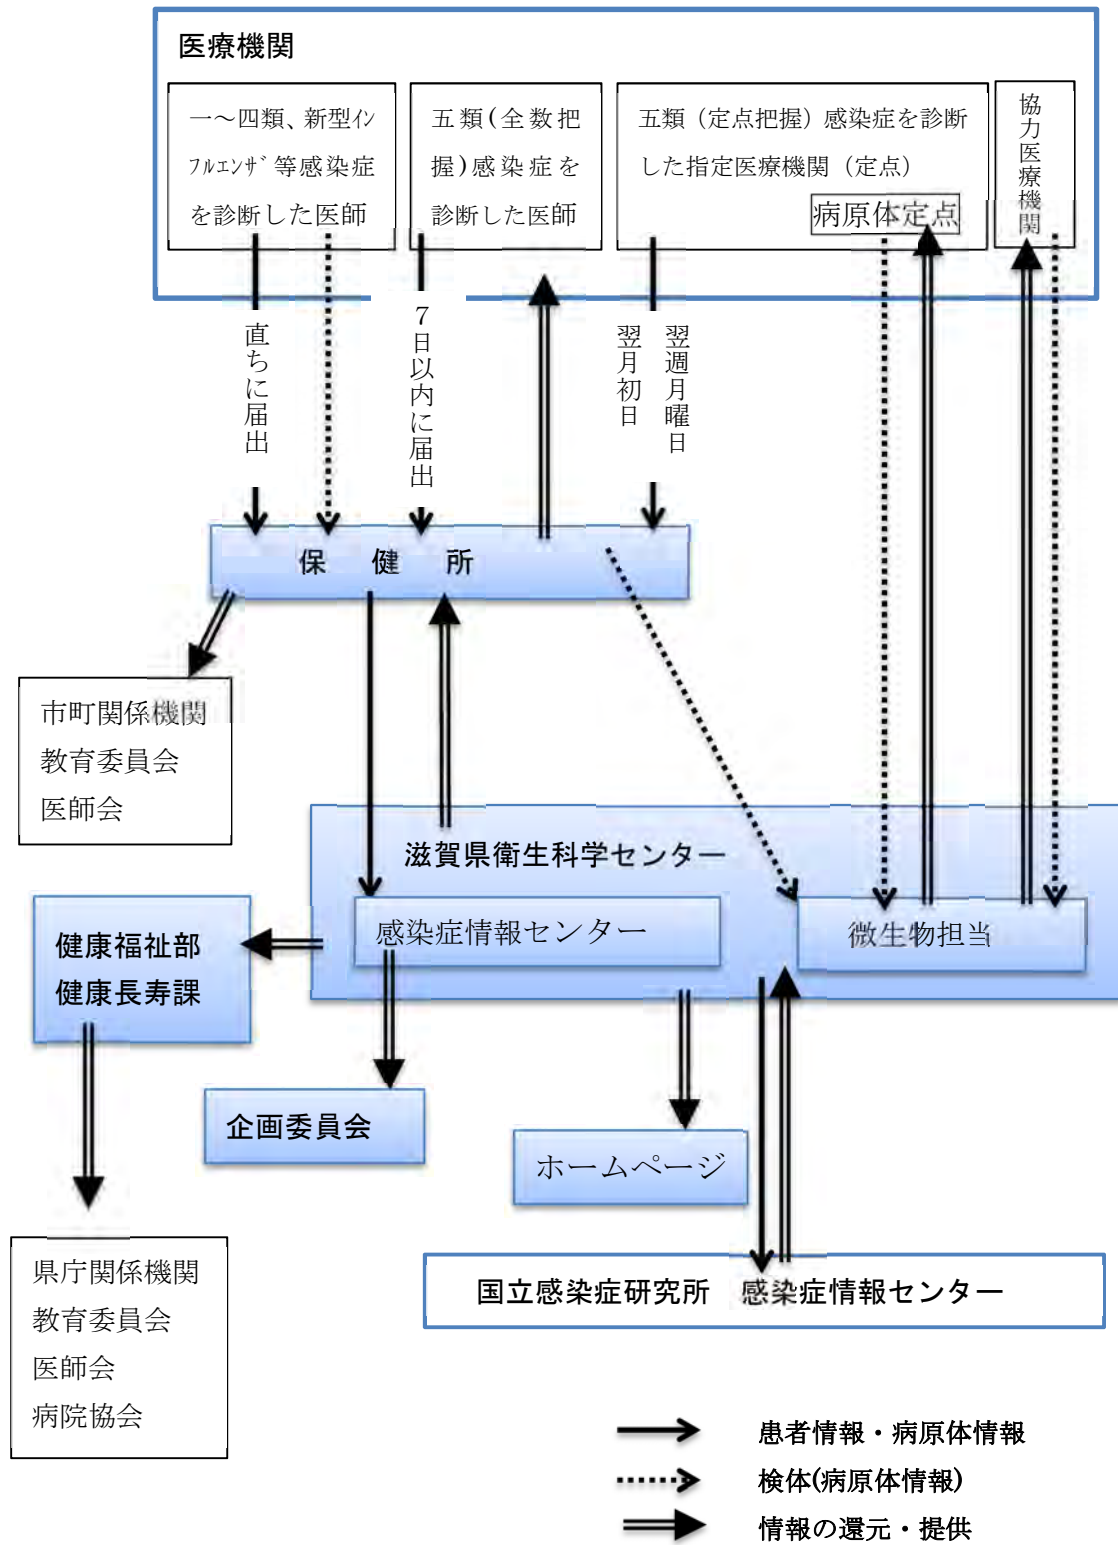 医療機関
一～四類、新型ｲﾝ
ﾌﾙｴﾝｻﾞ等感染症
を診断した医師
五類(全数把
握)感染症を
診断した医師
五類（定点把握）感染症を診断
した指定医療機関（定点）
病原体定点
協力医療機関
直ちに届出
７日以内に届出
翌月初日
翌週月曜日
保　健　所
市町関係機関
教育委員会
医師会
滋賀県衛生科学センター
感染症情報センター
微生物担当
健康福祉部
健康長寿課
企画委員会
ホームページ
県庁関係機関
教育委員会
医師会
病院協会
国立感染症研究所　感染症情報センター
患者情報・病原体情報
検体(病原体情報)
情報の還元・提供